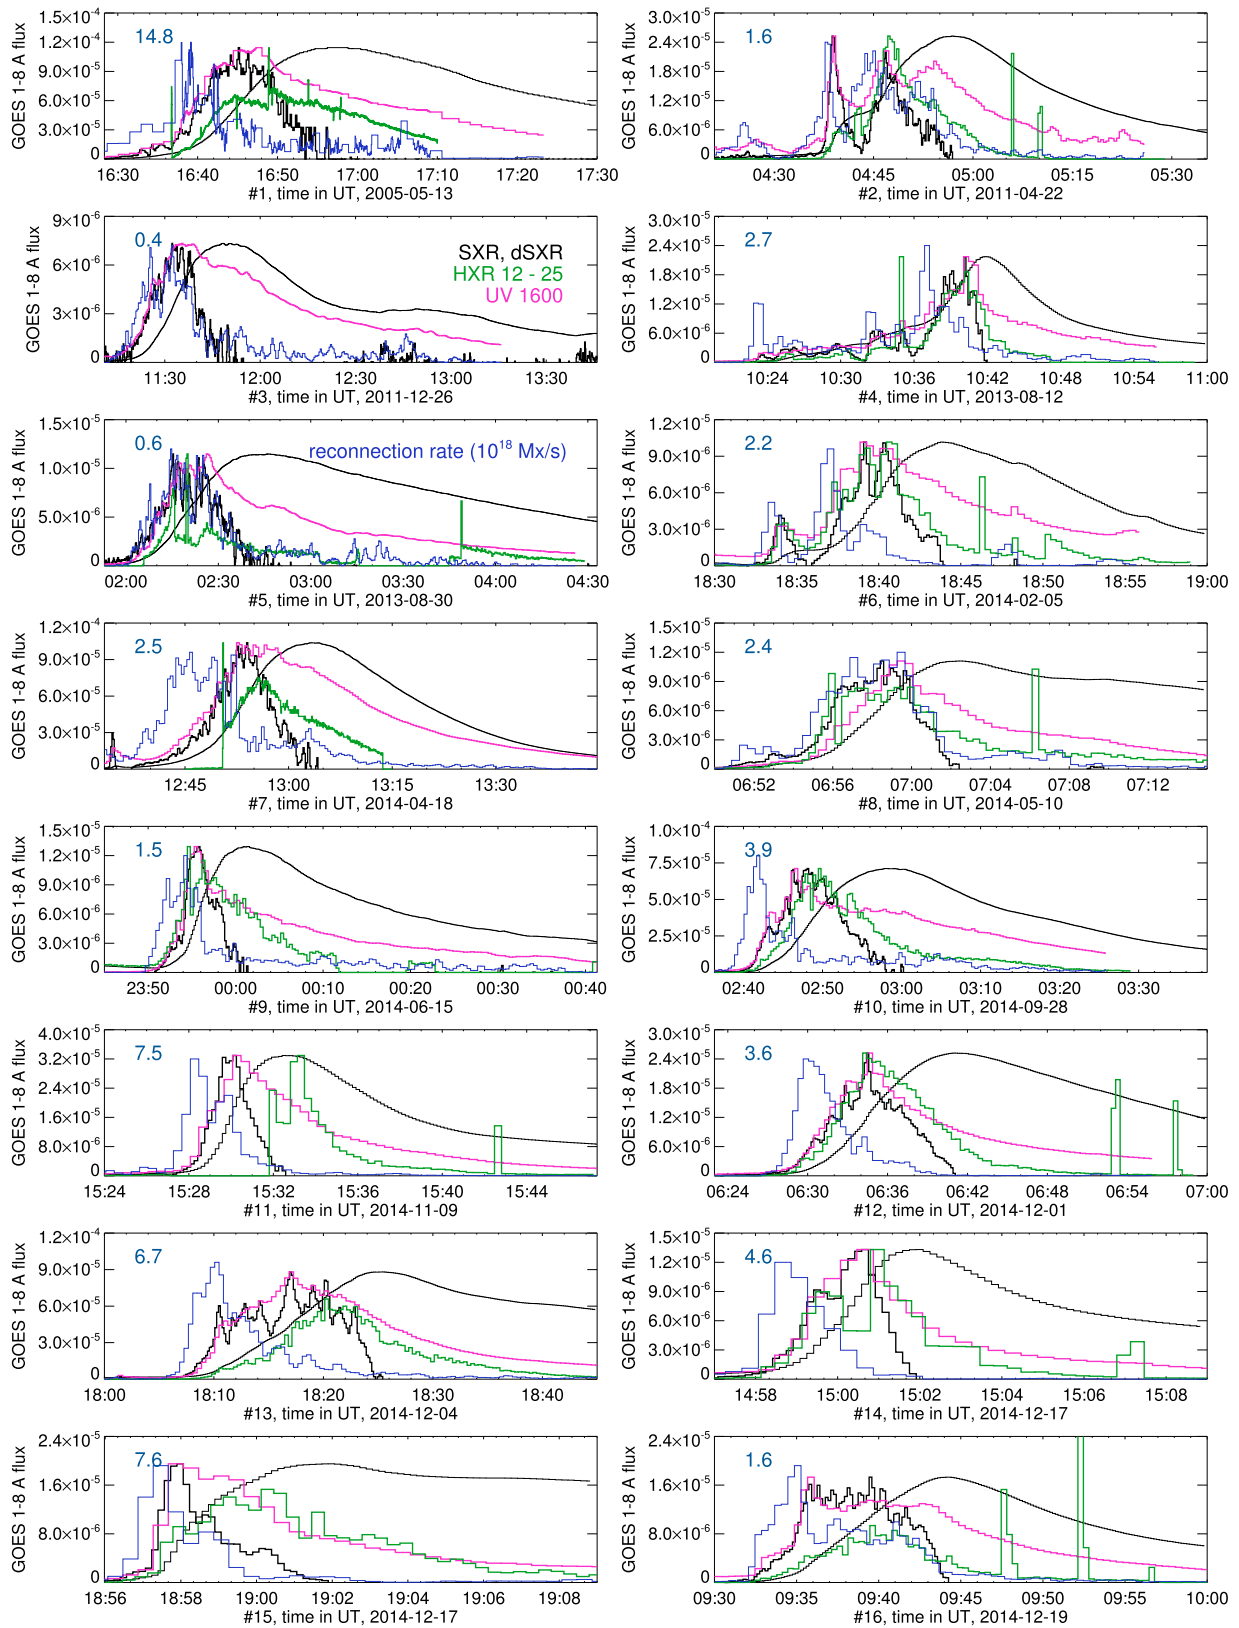 GOES 1-8 A flux
1.5×10⁻⁴
1.2×10⁻⁴
9.0×10⁻⁵
6.0×10⁻⁵
3.0×10⁻⁵
0
14.8
16:30 16:40 16:50 17:00 17:10 17:20 17:30
#1, time in UT, 2005-05-13
GOES 1-8 A flux
3.0×10⁻⁵
2.4×10⁻⁵
1.8×10⁻⁵
1.2×10⁻⁵
6.0×10⁻⁶
0
1.6
04:30 04:45 05:00 05:15 05:30
#2, time in UT, 2011-04-22
GOES 1-8 A flux
9×10⁻⁶
6×10⁻⁶
3×10⁻⁶
0
0.4
SXR, dSXR
HXR 12 - 25
UV 1600
11:30 12:00 12:30 13:00 13:30
#3, time in UT, 2011-12-26
GOES 1-8 A flux
3.0×10⁻⁵
2.4×10⁻⁵
1.8×10⁻⁵
1.2×10⁻⁵
6.0×10⁻⁶
0
2.7
10:24 10:30 10:36 10:42 10:48 10:54 11:00
#4, time in UT, 2013-08-12
GOES 1-8 A flux
1.5×10⁻⁵
1.0×10⁻⁵
5.0×10⁻⁶
0
0.6
reconnection rate (10¹⁸ Mx/s)
02:00 02:30 03:00 03:30 04:00 04:30
#5, time in UT, 2013-08-30
GOES 1-8 A flux
1.2×10⁻⁵
9.0×10⁻⁶
6.0×10⁻⁶
3.0×10⁻⁶
0
2.2
18:30 18:35 18:40 18:45 18:50 18:55 19:00
#6, time in UT, 2014-02-05
GOES 1-8 A flux
1.2×10⁻⁴
9.0×10⁻⁵
6.0×10⁻⁵
3.0×10⁻⁵
0
2.5
12:45 13:00 13:15 13:30
#7, time in UT, 2014-04-18
GOES 1-8 A flux
1.5×10⁻⁵
1.2×10⁻⁵
9.0×10⁻⁶
6.0×10⁻⁶
3.0×10⁻⁶
0
2.4
06:52 06:56 07:00 07:04 07:08 07:12
#8, time in UT, 2014-05-10
GOES 1-8 A flux
1.5×10⁻⁵
1.2×10⁻⁵
9.0×10⁻⁶
6.0×10⁻⁶
3.0×10⁻⁶
0
1.5
23:50 00:00 00:10 00:20 00:30 00:40
#9, time in UT, 2014-06-15
GOES 1-8 A flux
1.0×10⁻⁴
7.5×10⁻⁵
5.0×10⁻⁵
2.5×10⁻⁵
0
3.9
02:40 02:50 03:00 03:10 03:20 03:30
#10, time in UT, 2014-09-28
GOES 1-8 A flux
4.0×10⁻⁵
3.2×10⁻⁵
2.4×10⁻⁵
1.6×10⁻⁵
8.0×10⁻⁶
0
7.5
15:24 15:28 15:32 15:36 15:40 15:44
#11, time in UT, 2014-11-09
GOES 1-8 A flux
3.0×10⁻⁵
2.4×10⁻⁵
1.8×10⁻⁵
1.2×10⁻⁵
6.0×10⁻⁶
0
3.6
06:24 06:30 06:36 06:42 06:48 06:54 07:00
#12, time in UT, 2014-12-01
GOES 1-8 A flux
1.2×10⁻⁴
9.0×10⁻⁵
6.0×10⁻⁵
3.0×10⁻⁵
0
6.7
18:00 18:10 18:20 18:30 18:40
#13, time in UT, 2014-12-04
GOES 1-8 A flux
1.5×10⁻⁵
1.2×10⁻⁵
9.0×10⁻⁶
6.0×10⁻⁶
3.0×10⁻⁶
0
4.6
14:58 15:00 15:02 15:04 15:06 15:08
#14, time in UT, 2014-12-17
GOES 1-8 A flux
2.4×10⁻⁵
1.6×10⁻⁵
8.0×10⁻⁶
0
7.6
18:56 18:58 19:00 19:02 19:04 19:06 19:08
#15, time in UT, 2014-12-17
GOES 1-8 A flux
2.4×10⁻⁵
1.6×10⁻⁵
8.0×10⁻⁶
0
1.6
09:30 09:35 09:40 09:45 09:50 09:55 10:00
#16, time in UT, 2014-12-19